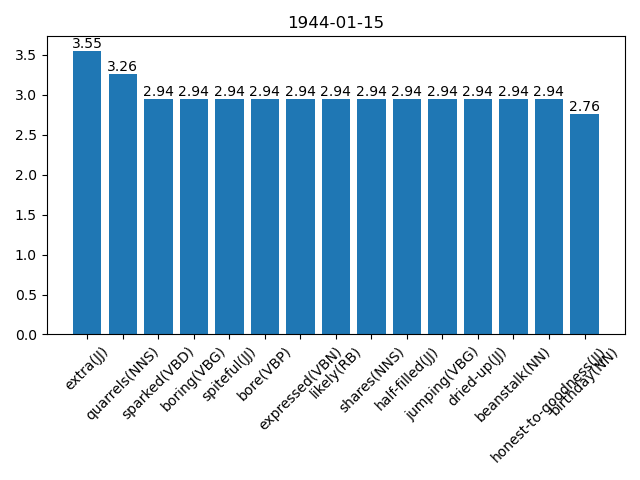 1944-01-15
3.55
3.26
2.94 2.94 2.94 2.94 2.94 2.94 2.94 2.94 2.94 2.94 2.94 2.94
2.76
3.5
3.0
2.5
2.0
1.5
1.0
0.5
0.0
extra(JJ)
quarrels(NNS)
sparked(VBD)
boring(VBG)
spiteful(JJ)
bore(VBP)
expressed(VBN)
likely(RB)
shares(NNS)
half-filled(JJ)
jumping(VBG)
dried-up(JJ)
beanstalk(NN)
honest-to-goodness(JJ)
birthday(NN)